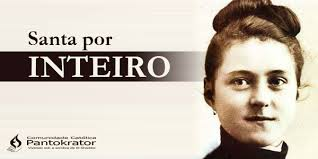 Santa por
INTEIRO
Comunidade Católica
Pantokrator